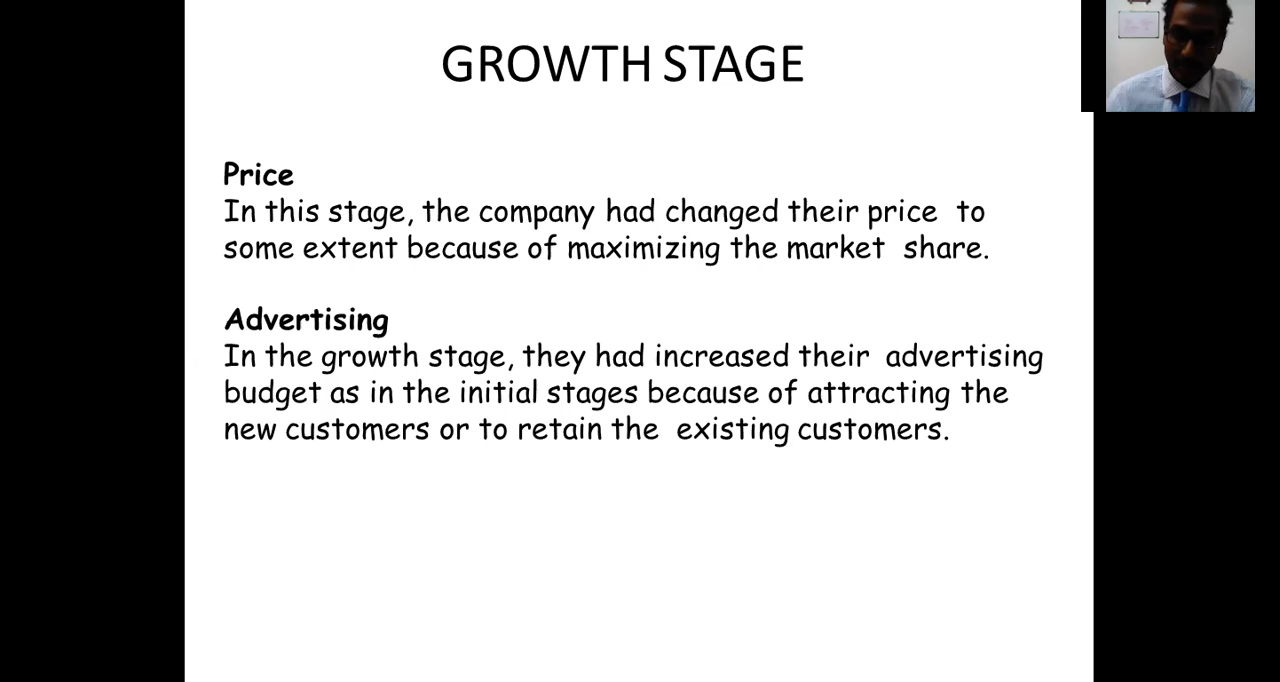 GROWTH STAGE
Price
In this stage, the company had changed their price to
some extent because of maximizing the market share.
Advertising
In the growth stage, they had increased their advertising
budget as in the initial stages because of attracting the
new customers or to retain the existing customers.